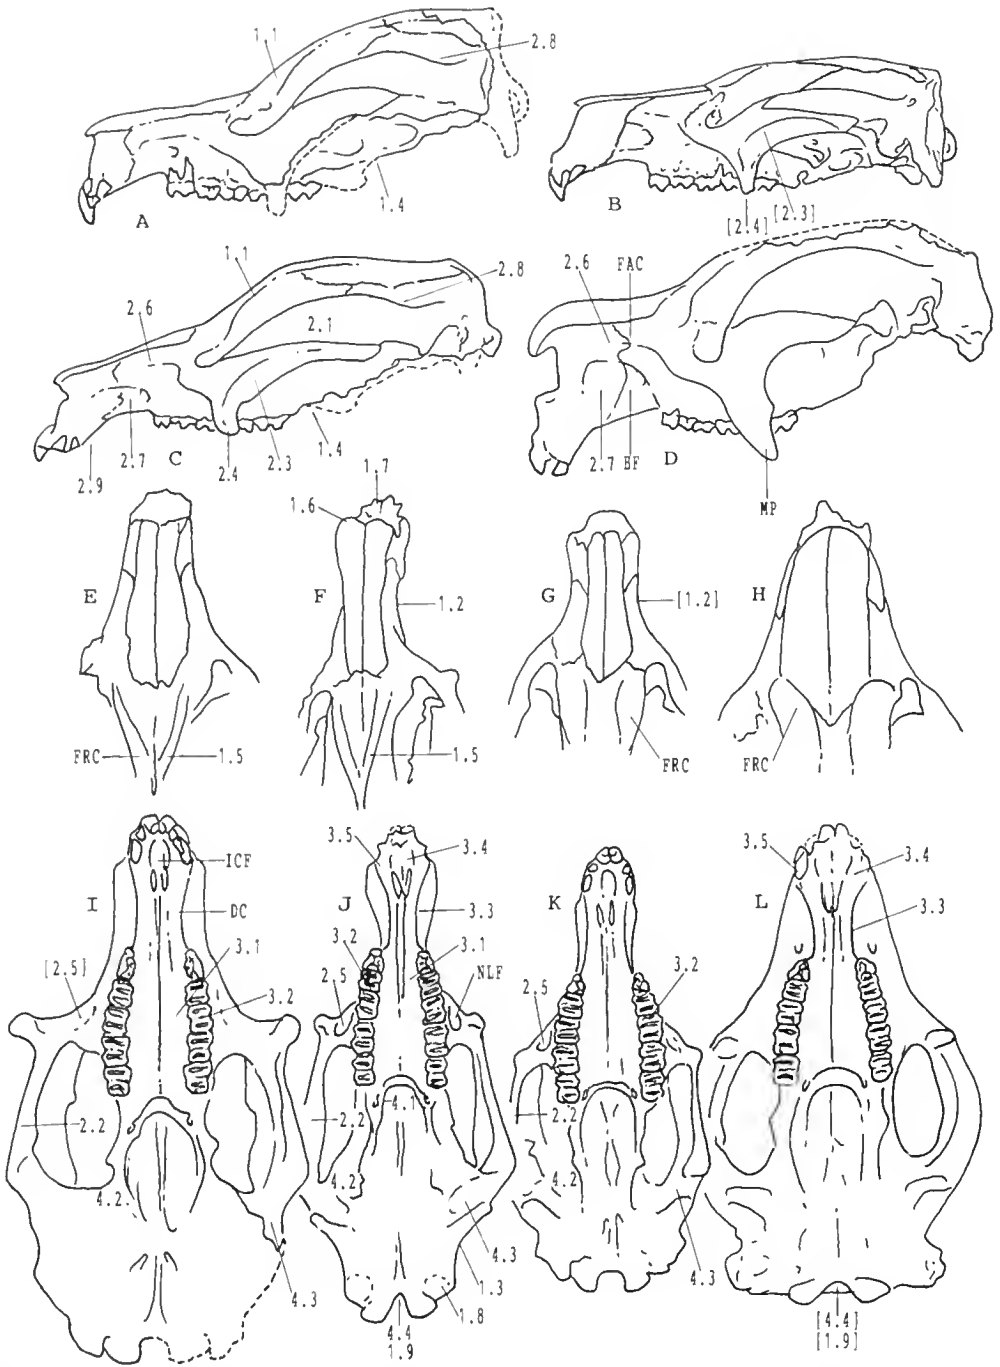 1.1
2.8
A
1.4
B
[2.4]
[2.3]
1.1
2.8
2.6
2.1
C
2.7
2.9
2.4
2.3
1.4
2.6
FAC
D
2.7
BF
MP
E
FRC
1.5
1.7
1.6
F
1.2
1.5
G
[1.2]
FRC
H
FRC
I
ICF
DC
[2.5]
3.1
3.2
2.2
4.2
4.3
J
3.5
3.4
3.3
3.2
3.1
2.5
NLF
4.1
2.2
4.2
4.3
1.3
1.8
4.4
1.9
K
3.2
2.5
2.2
4.2
4.3
L
3.5
3.4
3.3
[4.4]
[1.9]